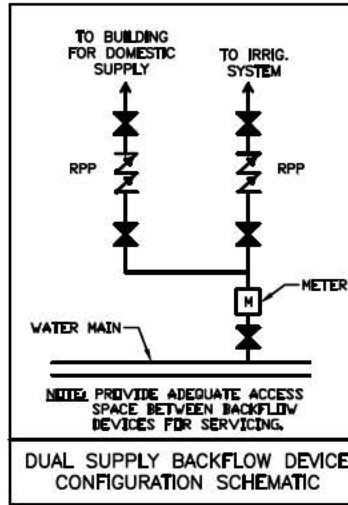 TO BUILDING
FOR DOMESTIC
SUPPLY
TO IRRIG.
SYSTEM
RPP
RPP
METER
M
WATER MAIN
NOTE: PROVIDE ADEQUATE ACCESS
SPACE BETWEEN BACKFLOW
DEVICES FOR SERVICING.
DUAL SUPPLY BACKFLOW DEVICE
CONFIGURATION SCHEMATIC